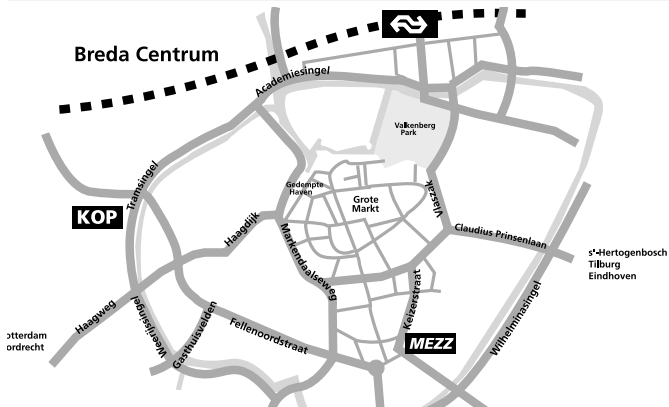 Breda Centrum
Academiesingel
Valkenberg
Park
Tramsingel
Gedempte
Haven
Grote
Markt
Vlaszak
KOP
Haagdijk
Markendaalseweg
Claudius Prinsenlaan
s'-Hertogenbosch
Tilburg
Eindhoven
Keizerstraat
Wilhelminasingel
Haagweg
Weerijssingel
Gasthuisvelden
Fellenoordstraat
MEZZ
otterdam
ordrecht